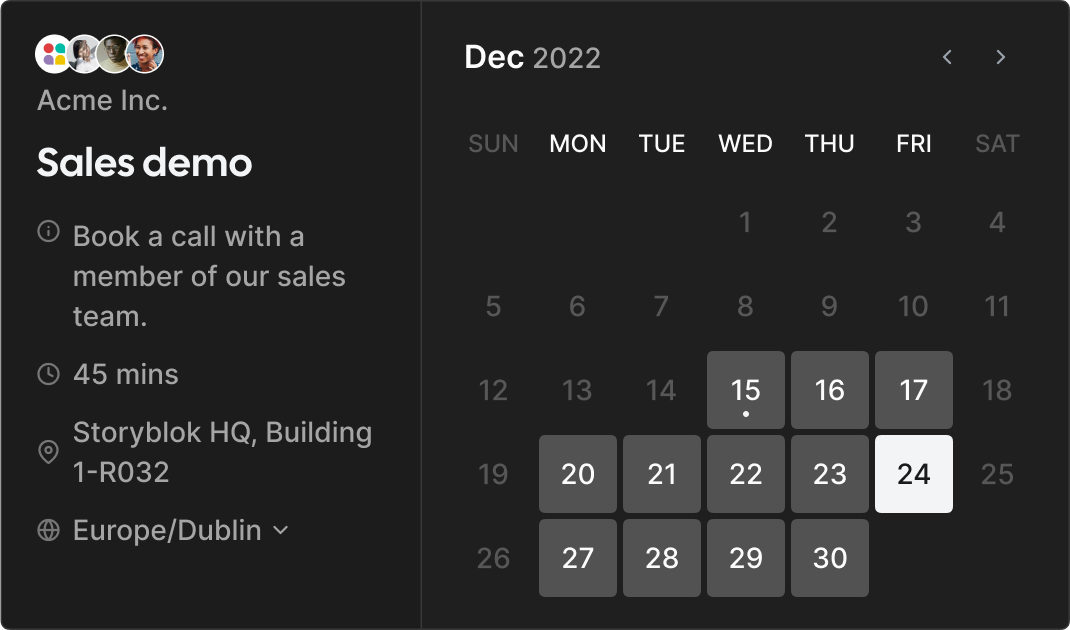 Acme Inc.
Sales demo
Book a call with a
member of our sales
team.
45 mins
Storyblok HQ, Building
1-R032
Europe/Dublin
Dec 2022
SUN MON TUE WED THU FRI SAT
1 2 3 4
5 6 7 8 9 10 11
12 13 14 15 16 17 18
19 20 21 22 23 24 25
26 27 28 29 30